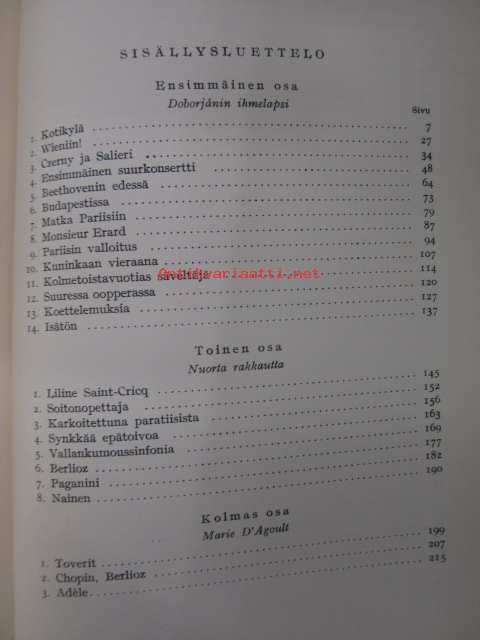 SISÄLLYSLUETTELO
Ensimmäinen osa
Doborjánin ihmelapsi
Sivu
1. Kotikylä 7
2. Wieniin! 27
3. Czerny ja Salieri 34
4. Ensimmäinen suurkonsertti 48
5. Beethovenin edessä 64
6. Budapestissa 73
7. Matka Pariisiin 79
8. Monsieur Erard 87
9. Pariisin valloitus 94
10. Kuninkaan vieraana 107
11. Kolmetoistavuotias säveltäjä 114
Antikvariaatti.net
12. Suuressa oopperassa 120
13. Koettelemuksia 127
14. Isätön 137
Toinen osa
Nuorta rakkautta
1. Liline Saint-Cricq 145
2. Soitonopettaja 152
3. Karkoitettuna paratiisista 156
4. Synkkää epätoivoa 163
5. Vallankumoussinfonia 169
6. Berlioz 177
7. Paganini 182
8. Nainen 190
Kolmas osa
Marie D'Agoult
1. Toverit 199
2. Chopin, Berlioz 207
3. Adèle 215